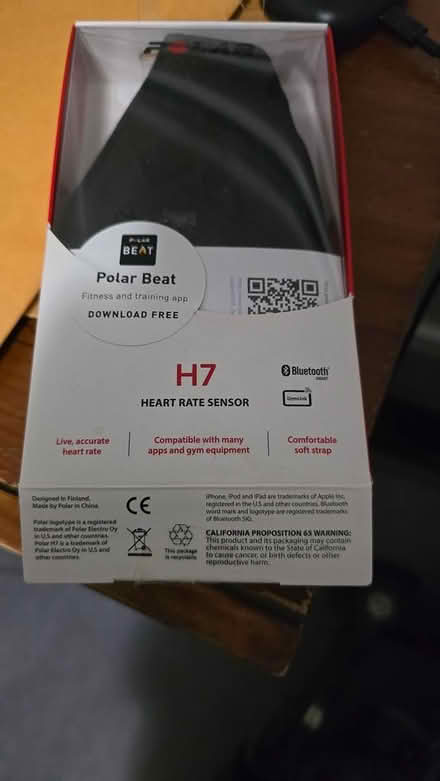 POLAR
BEAT
Polar Beat
Fitness and training app
DOWNLOAD FREE
H7
HEART RATE SENSOR
Bluetooth
SMART
GymLink
Live, accurate
heart rate
Compatible with many
apps and gym equipment
Comfortable
soft strap
Designed in Finland.
Made by Polar in China
Polar logotype is a registered
trademark of Polar Electro Oy
in U.S and other countries.
Polar H7 is a trademark of
Polar Electro Oy in U.S and
other countries.
CE
This package
is recyclable
iPhone, iPod and iPad are trademarks of Apple Inc,
registered in the U.S and other countries. Bluetooth
word mark and logotype are registered trademarks
of Bluetooth SIG.
CALIFORNIA PROPOSITION 65 WARNING:
This product and its packaging may contain
chemicals known to the State of California
to cause cancer, or birth defects or other
reproductive harm.